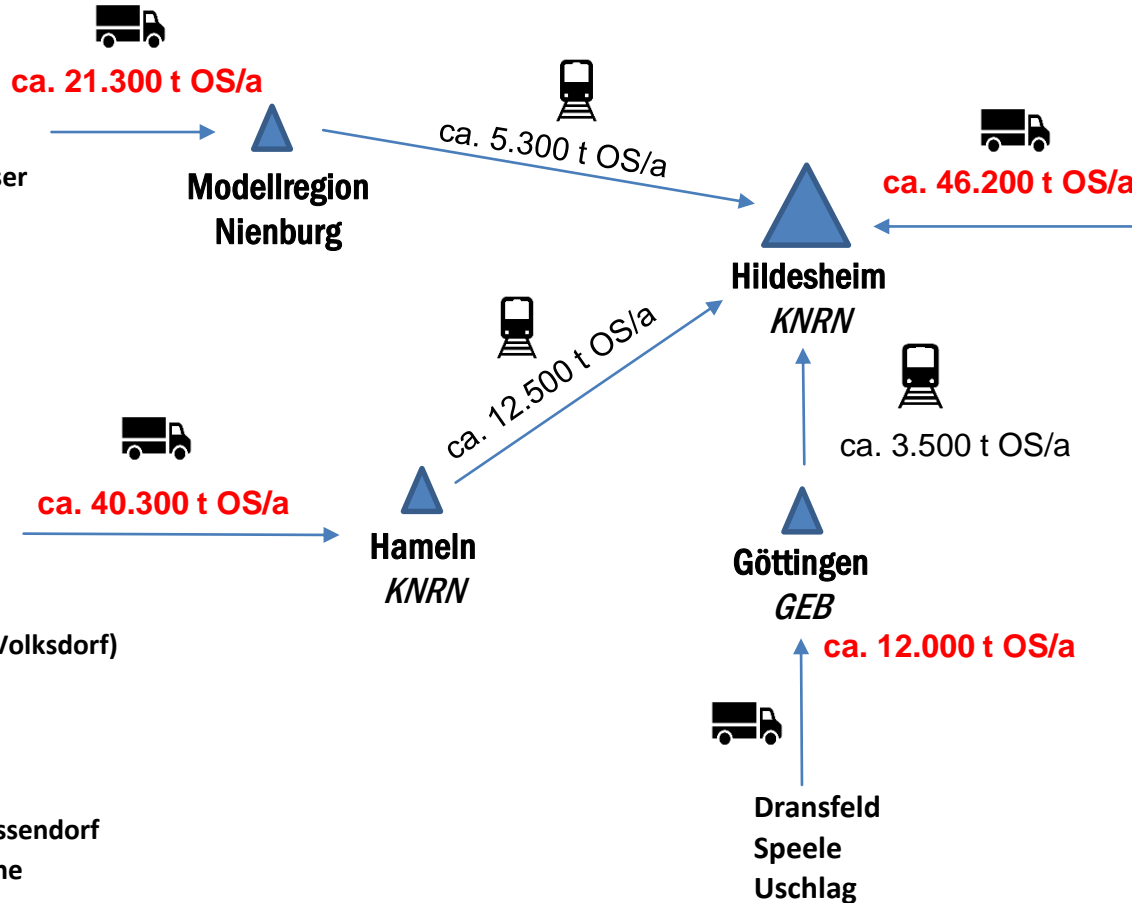 ca. 21.300 t OS/a
ser
Modellregion
Nienburg
ca. 5.300 t OS/a
ca. 46.200 t OS/a
Hildesheim
KNRN
ca. 12.500 t OS/a
ca. 3.500 t OS/a
ca. 40.300 t OS/a
Hameln
KNRN
Göttingen
GEB
Volksdorf)
ca. 12.000 t OS/a
Dransfeld
ssendorf
Speele
ne
Uschlag